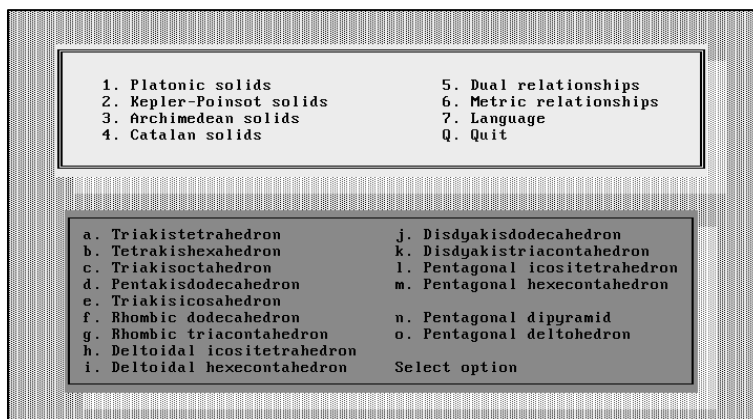 1. Platonic solids
2. Kepler-Poinsot solids
3. Archimedean solids
4. Catalan solids
5. Dual relationships
6. Metric relationships
7. Language
Q. Quit
a. Triakistetrahedron
b. Tetrakishexahedron
c. Triakisoctahedron
d. Pentakisdodecahedron
e. Triakisicosahedron
f. Rhombic dodecahedron
g. Rhombic triacontahedron
h. Deltoidal icositetrahedron
i. Deltoidal hexecontahedron
j. Disdyakisdodecahedron
k. Disdyakistriacontahedron
l. Pentagonal icositetrahedron
m. Pentagonal hexecontahedron
n. Pentagonal dipyramid
o. Pentagonal deltohedron
Select option